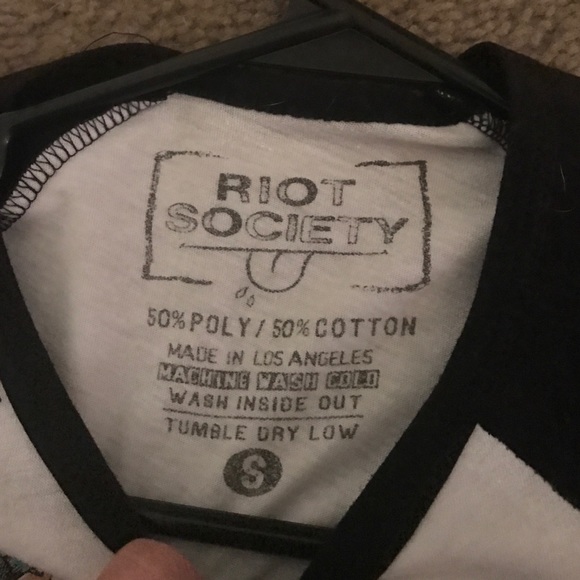 RIOT
SOCIETY
50% POLY / 50% COTTON
MADE IN LOS ANGELES
MACHINE WASH COLD
WASH INSIDE OUT
TUMBLE DRY LOW
S